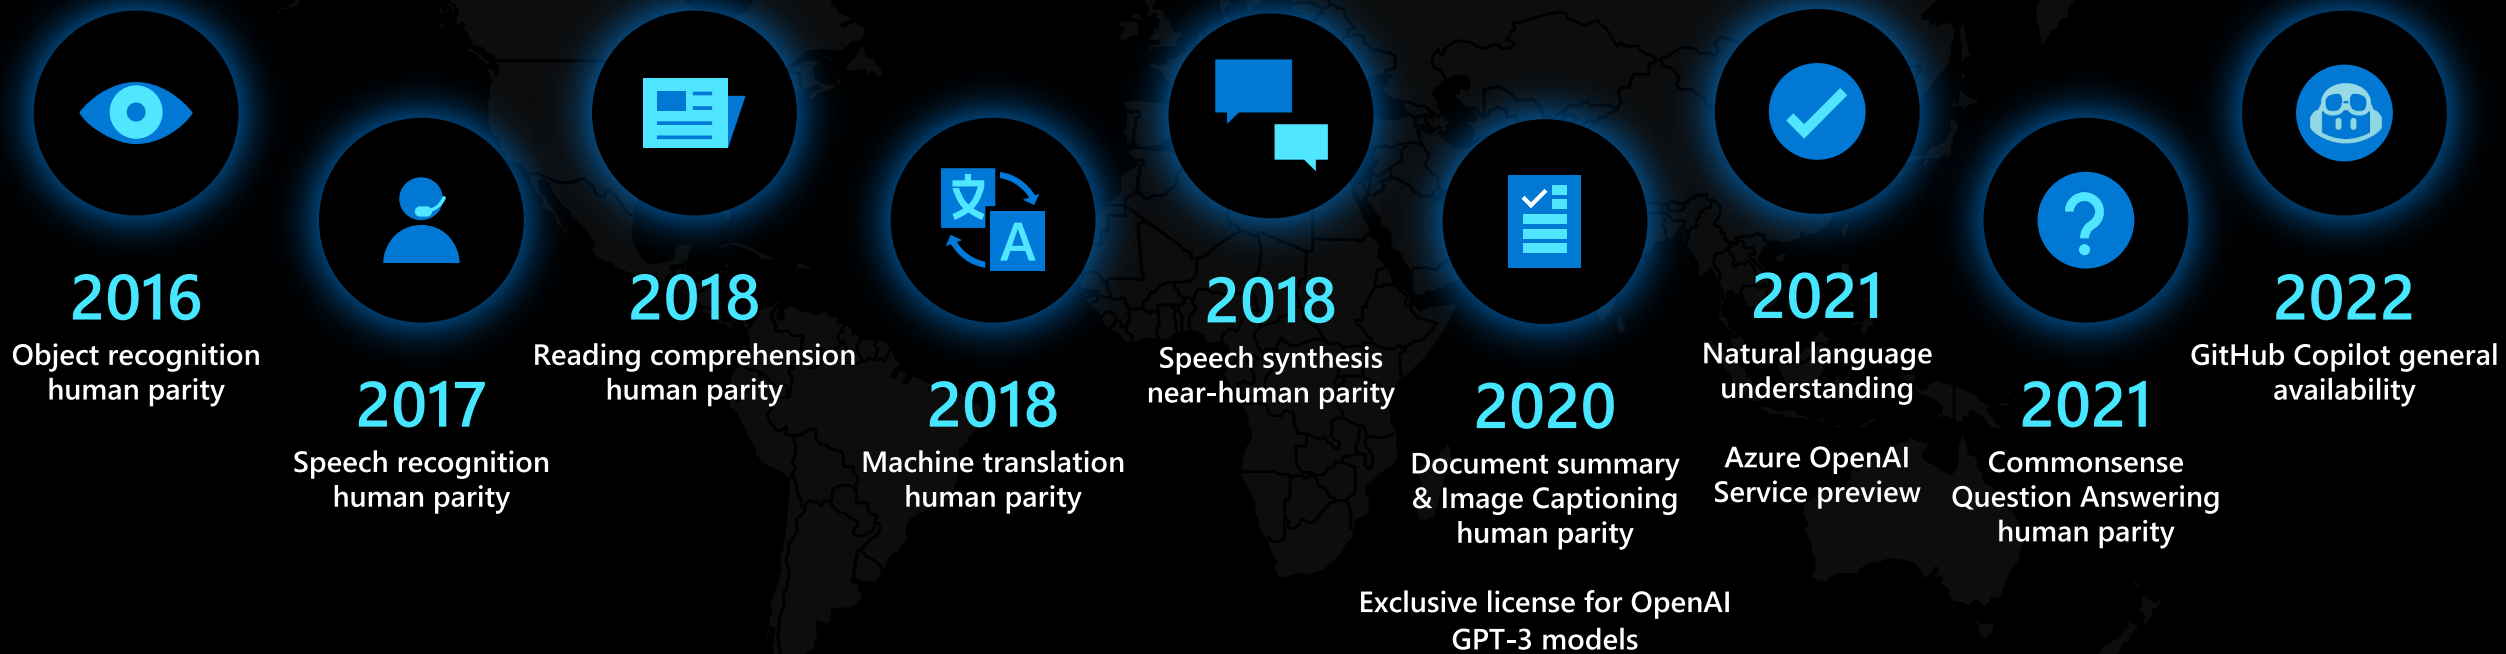 2016
Object recognition
human parity
2017
Speech recognition
human parity
2018
Reading comprehension
human parity
文
A
2018
Machine translation
human parity
2018
Speech synthesis
near-human parity
2020
Document summary
& Image Captioning
human parity
Exclusive license for OpenAI
GPT-3 models
2021
Natural language
understanding
Azure OpenAI
Service preview
?
2021
Commonsense
Question Answering
human parity
2022
GitHub Copilot general
availability